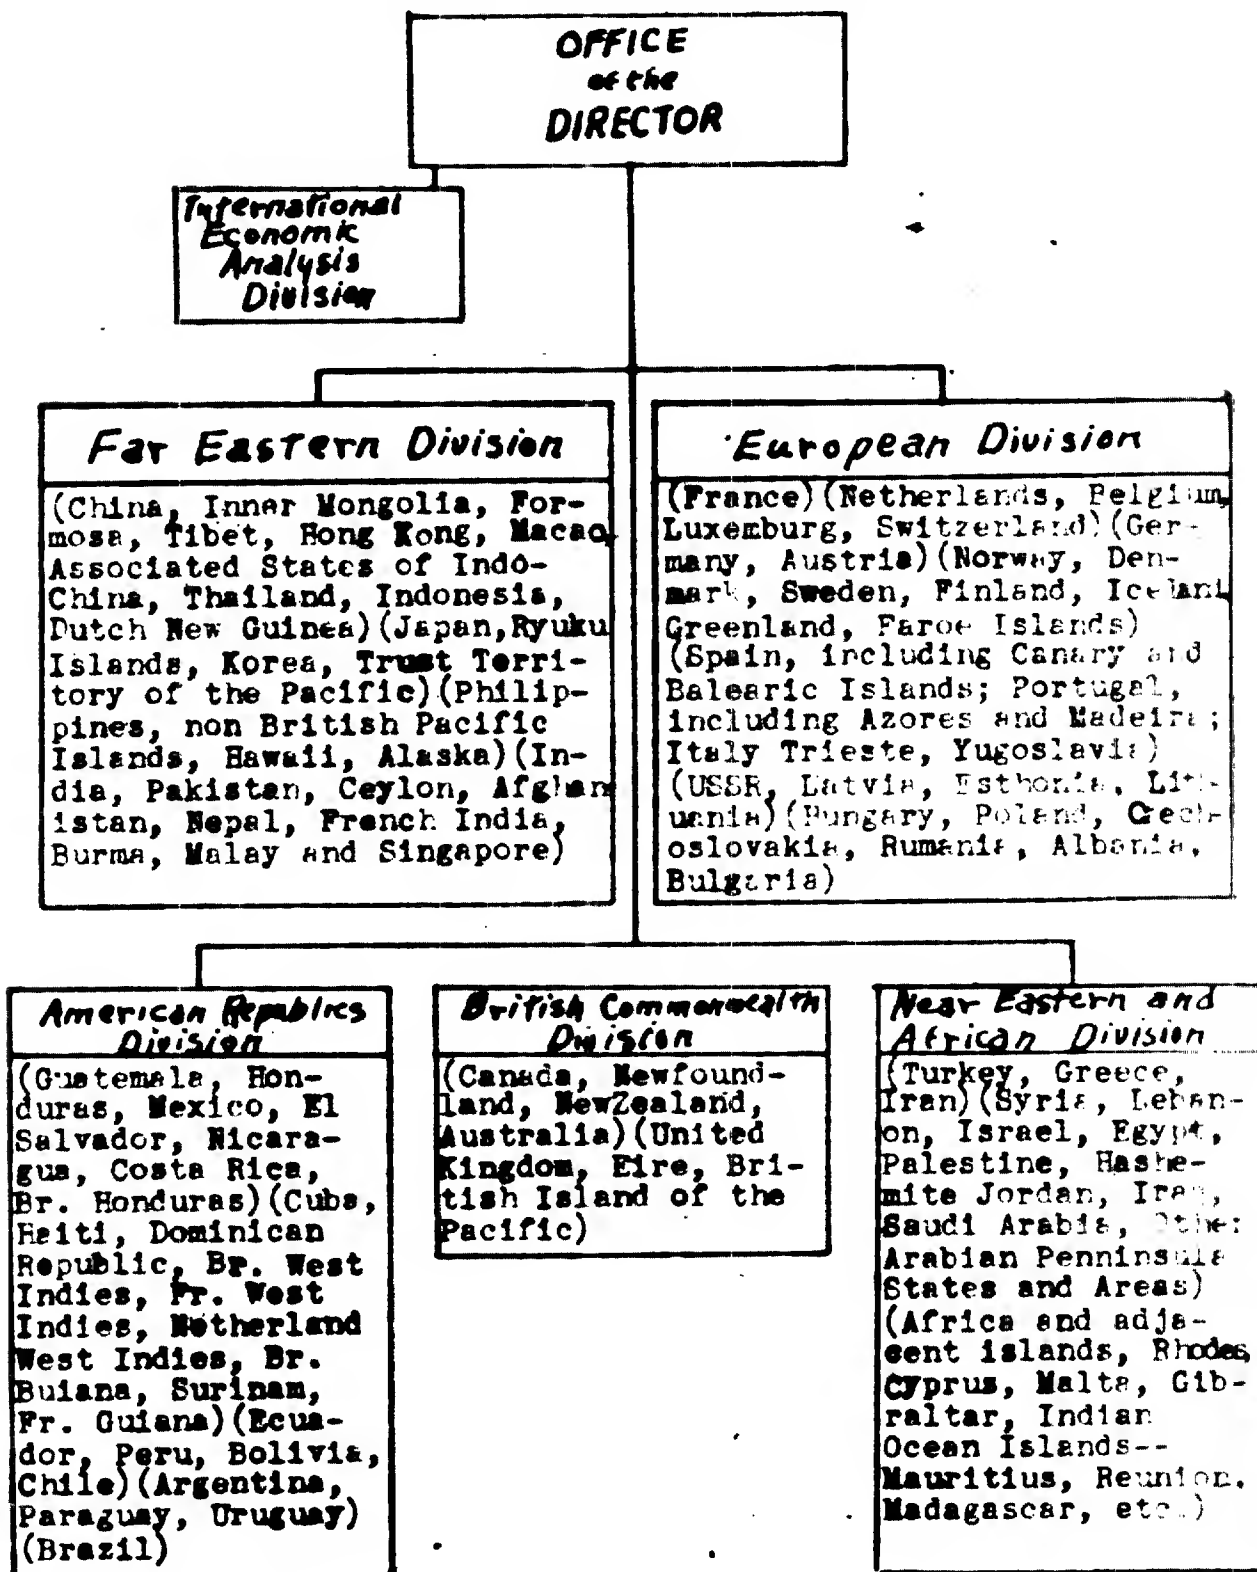 OFFICE
of the
DIRECTOR
International
Economic
Analysis
Division
Far Eastern Division
(China, Inner Mongolia, For-
mosa, Tibet, Hong Kong, Macao,
Associated States of Indo-
China, Thailand, Indonesia,
Dutch New Guinea)(Japan,Ryuku
Islands, Korea, Trust Terri-
tory of the Pacific)(Philip-
pines, non British Pacific
Islands, Hawaii, Alaska)(In-
dia, Pakistan, Ceylon, Afghan
istan, Nepal, French India,
Burma, Malay and Singapore)
European Division
(France)(Netherlands, Belgium,
Luxemburg, Switzerland)(Ger-
many, Austria)(Norway, Den-
mark, Sweden, Finland, Iceland
Greenland, Faroe Islands)
(Spain, including Canary and
Balearic Islands; Portugal,
including Azores and Madeira;
Italy Trieste, Yugoslavia)
(USSR, Latvia, Esthonia, Lith-
uania)(Hungary, Poland, Czech-
oslovakia, Rumania, Albania,
Bulgaria)
American Republics
Division
(Guatemala, Hon-
duras, Mexico, El
Salvador, Nicara-
gua, Costa Rica,
Br. Honduras)(Cuba,
Haiti, Dominican
Republic, Br. West
Indies, Fr. West
Indies, Netherland
West Indies, Br.
Buiana, Surinam,
Fr. Guiana)(Ecua-
dor, Peru, Bolivia,
Chile)(Argentina,
Paraguay, Uruguay)
(Brazil)
British Commonwealth
Division
(Canada, Newfound-
land, NewZealand,
Australia)(United
Kingdom, Eire, Bri-
tish Island of the
Pacific)
Near Eastern and
African Division
(Turkey, Greece,
Iran)(Syria, Leban-
on, Israel, Egypt,
Palestine, Hashe-
mite Jordan, Iraq,
Saudi Arabia, Other
Arabian Penninsula
States and Areas)
(Africa and adja-
cent islands, Rhodes,
Cyprus, Malta, Gib-
raltar, Indian
Ocean Islands--
Mauritius, Reunion,
Madagascar, etc.)